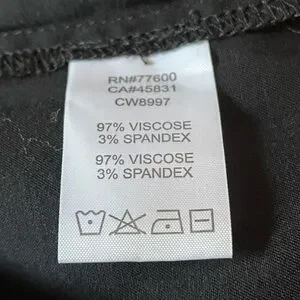 RN#77600
CA#45831
CW8997
97% VISCOSE
3% SPANDEX
97% VISCOSE
3% SPANDEX